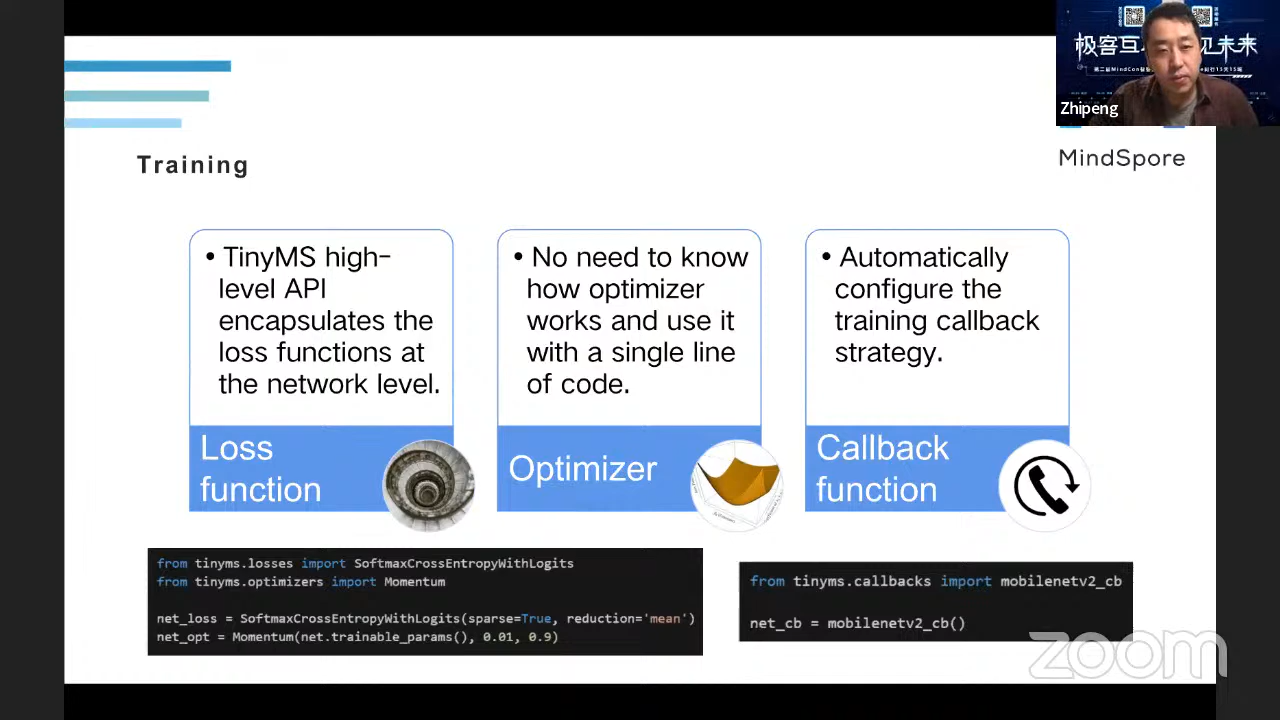 极客互
见未来
Zhipeng
MindSpore
Training
• TinyMS high-
level API
encapsulates the
loss functions at
the network level.
Loss
function
• No need to know
how optimizer
works and use it
with a single line
of code.
Optimizer
• Automatically
configure the
training callback
strategy.
Callback
function
from tinyms.losses import SoftmaxCrossEntropyWithLogits
from tinyms.optimizers import Momentum
net_loss = SoftmaxCrossEntropyWithLogits(sparse=True, reduction='mean')
net_opt = Momentum(net.trainable_params(), 0.01, 0.9)
from tinyms.callbacks import mobilenetv2_cb
net_cb = mobilenetv2_cb()
zoom